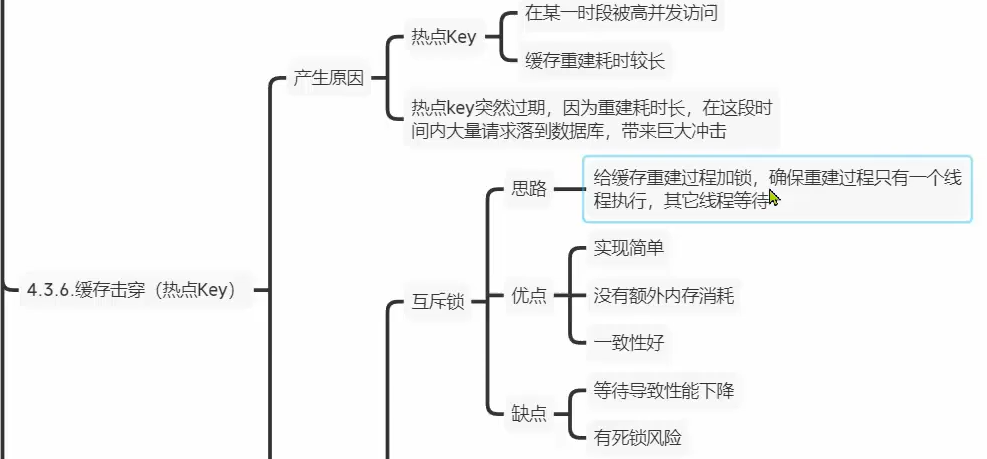 在某一时段被高并发访问
热点Key
缓存重建耗时较长
产生原因
热点key突然过期，因为重建耗时长，在这段时
间内大量请求落到数据库，带来巨大冲击
思路
给缓存重建过程加锁，确保重建过程只有一个线
程执行，其它线程等待
实现简单
4.3.6.缓存击穿（热点Key）
互斥锁
优点
没有额外内存消耗
一致性好
等待导致性能下降
缺点
有死锁风险